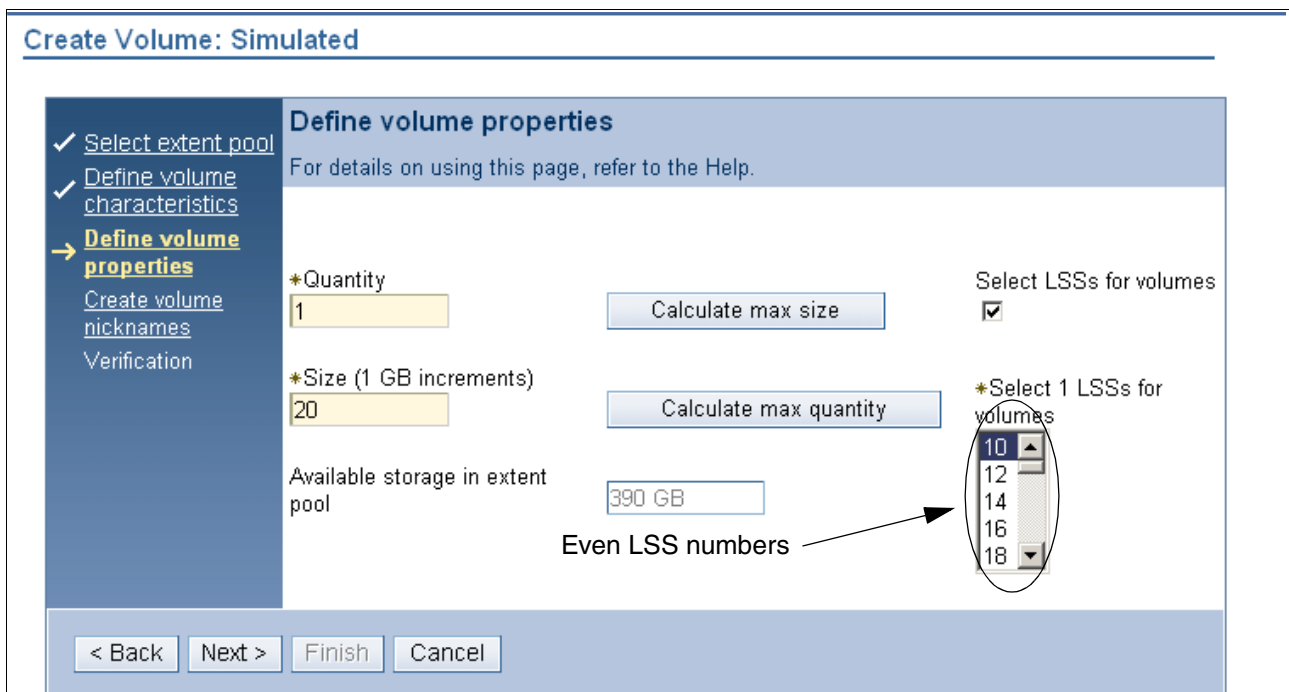 Create Volume: Simulated
Select extent pool
Define volume
characteristics
Define volume
properties
Create volume
nicknames
Verification
Define volume properties
For details on using this page, refer to the Help.
*Quantity
1
Calculate max size
Select LSSs for volumes
*Size (1 GB increments)
20
Calculate max quantity
*Select 1 LSSs for
volumes
10
12
14
16
18
Available storage in extent
pool
390 GB
Even LSS numbers
< Back
Next >
Finish
Cancel